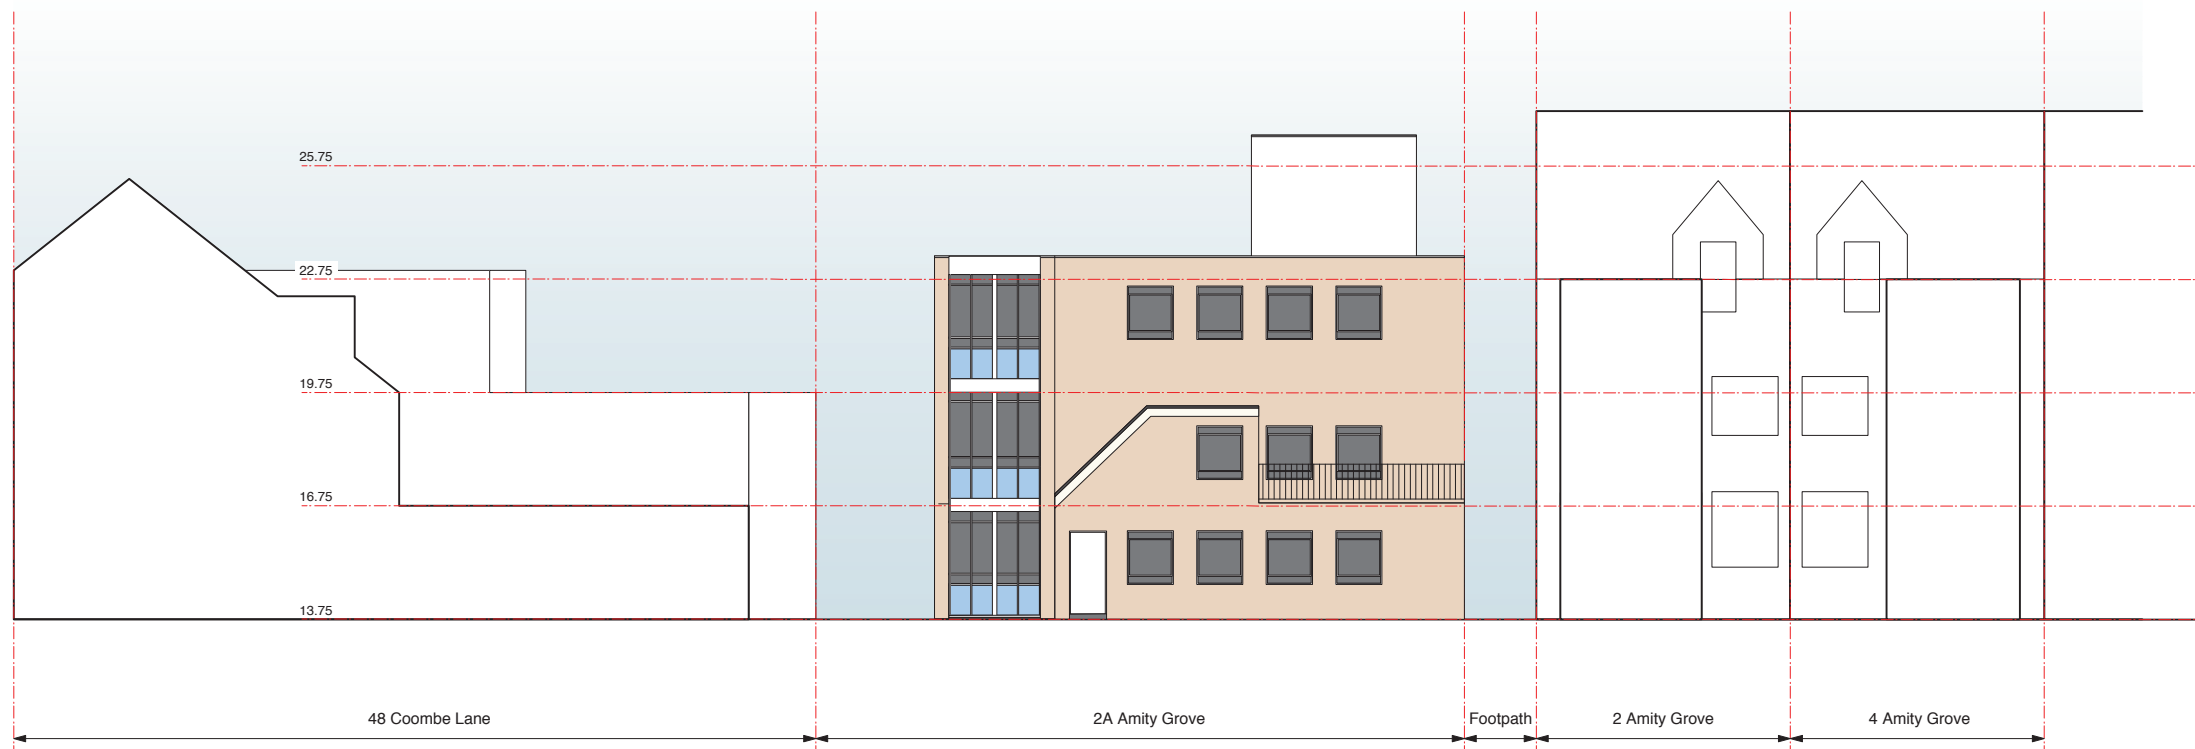 25.75
22.75
19.75
16.75
13.75
48 Coombe Lane
2A Amity Grove
Footpath
2 Amity Grove
4 Amity Grove